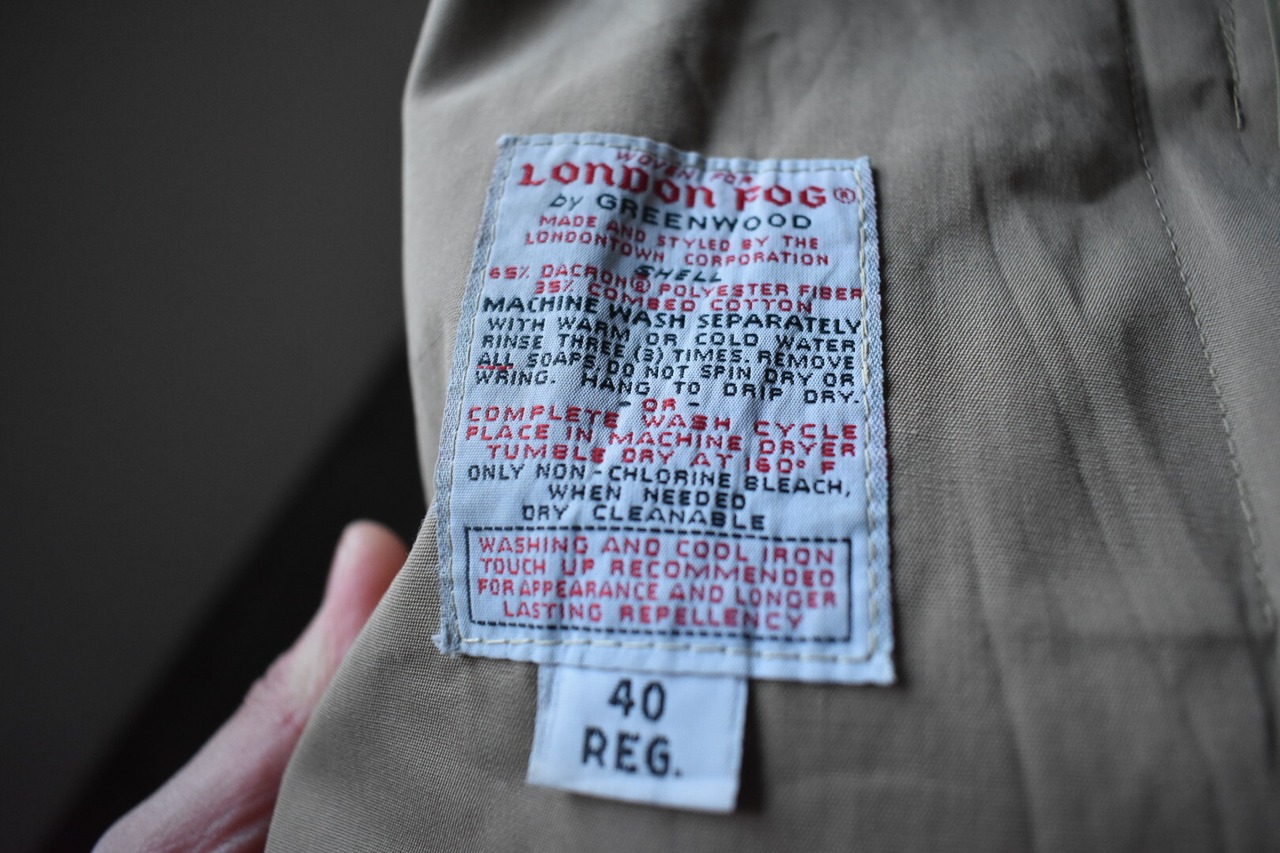 WOVEN FOR
LONDON FOG®
by GREENWOOD
MADE AND STYLED BY THE
LONDONTOWN CORPORATION
SHELL
65% DACRON® POLYESTER FIBER
35% COMBED COTTON
MACHINE WASH SEPARATELY
WITH WARM OR COLD WATER
RINSE THREE (3) TIMES. REMOVE
ALL SOAPS DO NOT SPIN DRY OR
WRING. HANG TO DRIP DRY.
- OR -
COMPLETE WASH CYCLE
PLACE IN MACHINE DRYER
TUMBLE DRY AT 160° F
ONLY NON-CHLORINE BLEACH,
WHEN NEEDED
DRY CLEANABLE
WASHING AND COOL IRON
TOUCH UP RECOMMENDED
FOR APPEARANCE AND LONGER
LASTING REPELLENCY
40
REG.